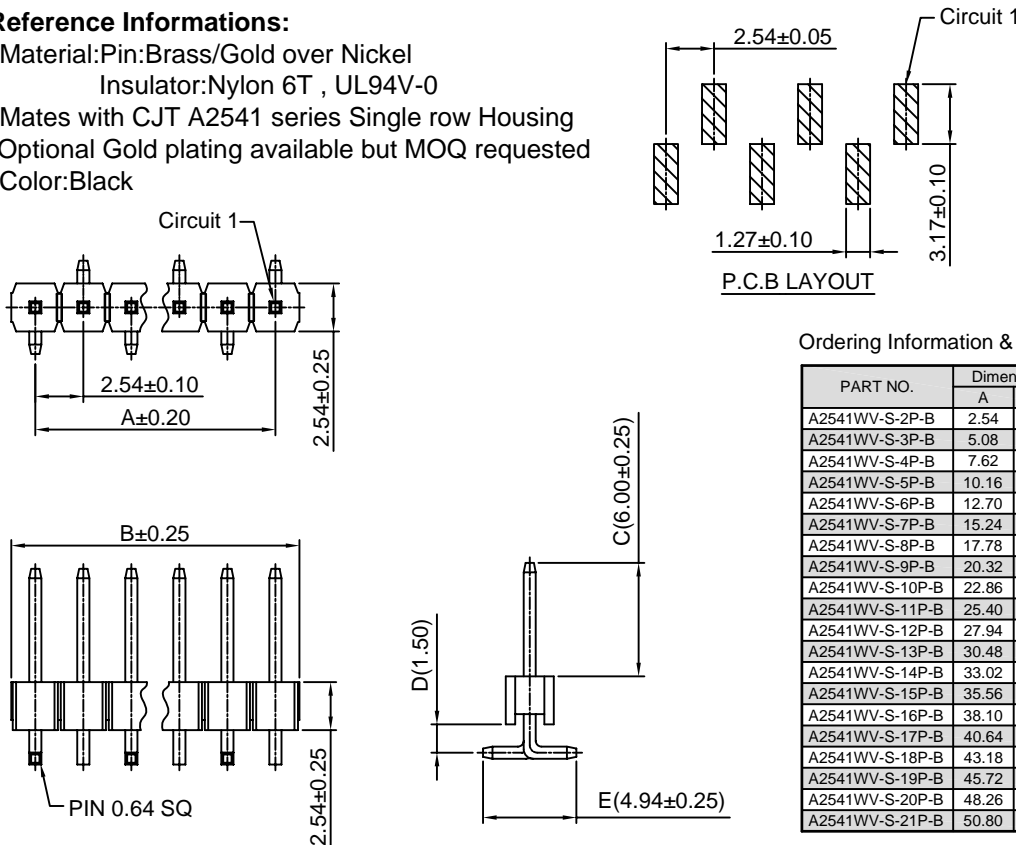 Reference Informations:
Material:Pin:Brass/Gold over Nickel
Insulator:Nylon 6T , UL94V-0
Mates with CJT A2541 series Single row Housing
Optional Gold plating available but MOQ requested
Color:Black
Circuit 1
2.54±0.05
3.17±0.10
1.27±0.10
P.C.B LAYOUT
Circuit 1
2.54±0.10
A±0.20
2.54±0.25
B±0.25
PIN 0.64 SQ
2.54±0.25
C(6.00±0.25)
D(1.50)
E(4.94±0.25)
Ordering Information &
PART NO. Dimen
A
A2541WV-S-2P-B 2.54
A2541WV-S-3P-B 5.08
A2541WV-S-4P-B 7.62
A2541WV-S-5P-B 10.16
A2541WV-S-6P-B 12.70
A2541WV-S-7P-B 15.24
A2541WV-S-8P-B 17.78
A2541WV-S-9P-B 20.32
A2541WV-S-10P-B 22.86
A2541WV-S-11P-B 25.40
A2541WV-S-12P-B 27.94
A2541WV-S-13P-B 30.48
A2541WV-S-14P-B 33.02
A2541WV-S-15P-B 35.56
A2541WV-S-16P-B 38.10
A2541WV-S-17P-B 40.64
A2541WV-S-18P-B 43.18
A2541WV-S-19P-B 45.72
A2541WV-S-20P-B 48.26
A2541WV-S-21P-B 50.80